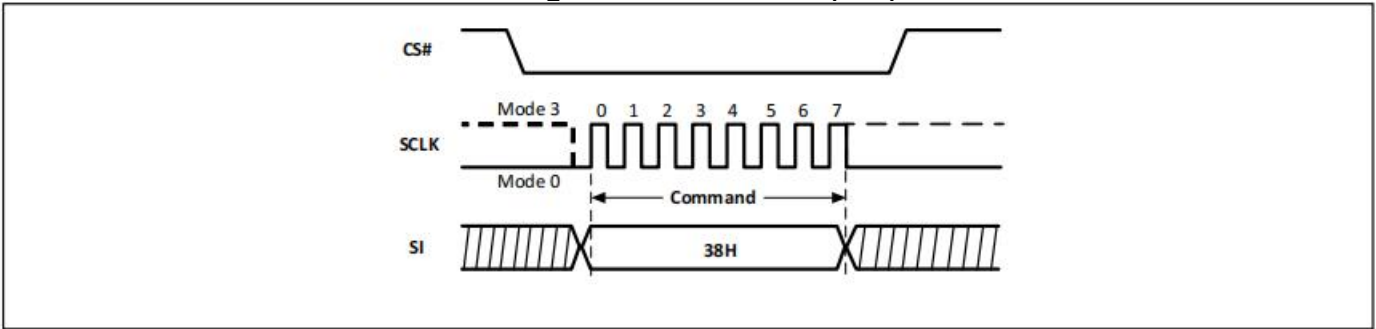 CS#
Mode 3 0 1 2 3 4 5 6 7
SCLK
Mode 0
Command
SI 38H